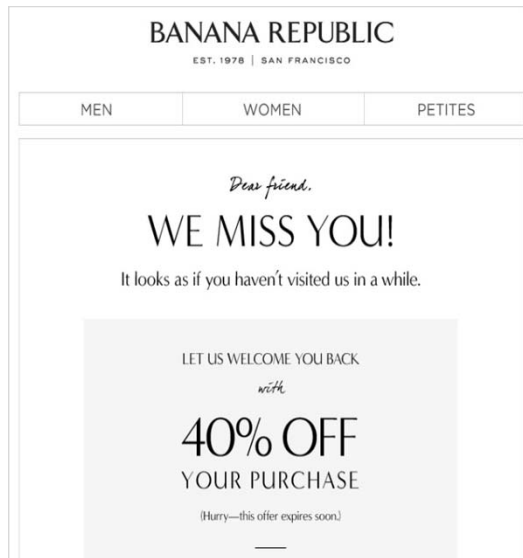 BANANA REPUBLIC
EST. 1978 | SAN FRANCISCO
MEN WOMEN PETITES
Dear friend,
WE MISS YOU!
It looks as if you haven't visited us in a while.
LET US WELCOME YOU BACK
with
40% OFF
YOUR PURCHASE
(Hurry—this offer expires soon.)